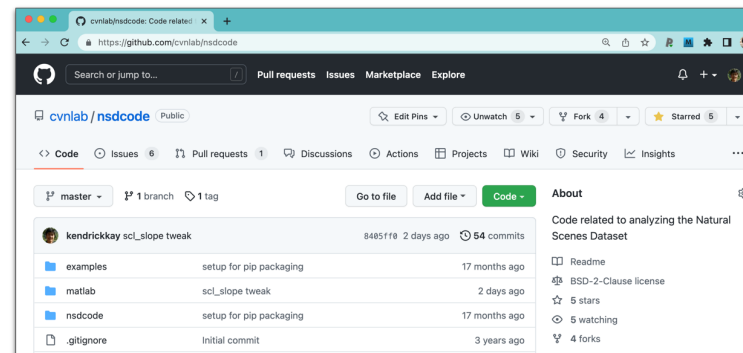 cvnlab/nsdcode: Code related
https://github.com/cvnlab/nsdcode
Search or jump to... / Pull requests Issues Marketplace Explore
cvnlab / nsdcode Public Edit Pins Unwatch 5 Fork 4 Starred 5
Code Issues 6 Pull requests 1 Discussions Actions Projects Wiki Security Insights
master 1 branch 1 tag Go to file Add file Code About
Code related to analyzing the Natural
Scenes Dataset
kendrickkay scl_slope tweak 8405ff0 2 days ago 54 commits
Readme
examples setup for pip packaging 17 months ago
BSD-2-Clause license
matlab scl_slope tweak 2 days ago
5 stars
nsdcode setup for pip packaging 17 months ago
5 watching
.gitignore Initial commit 3 years ago
4 forks